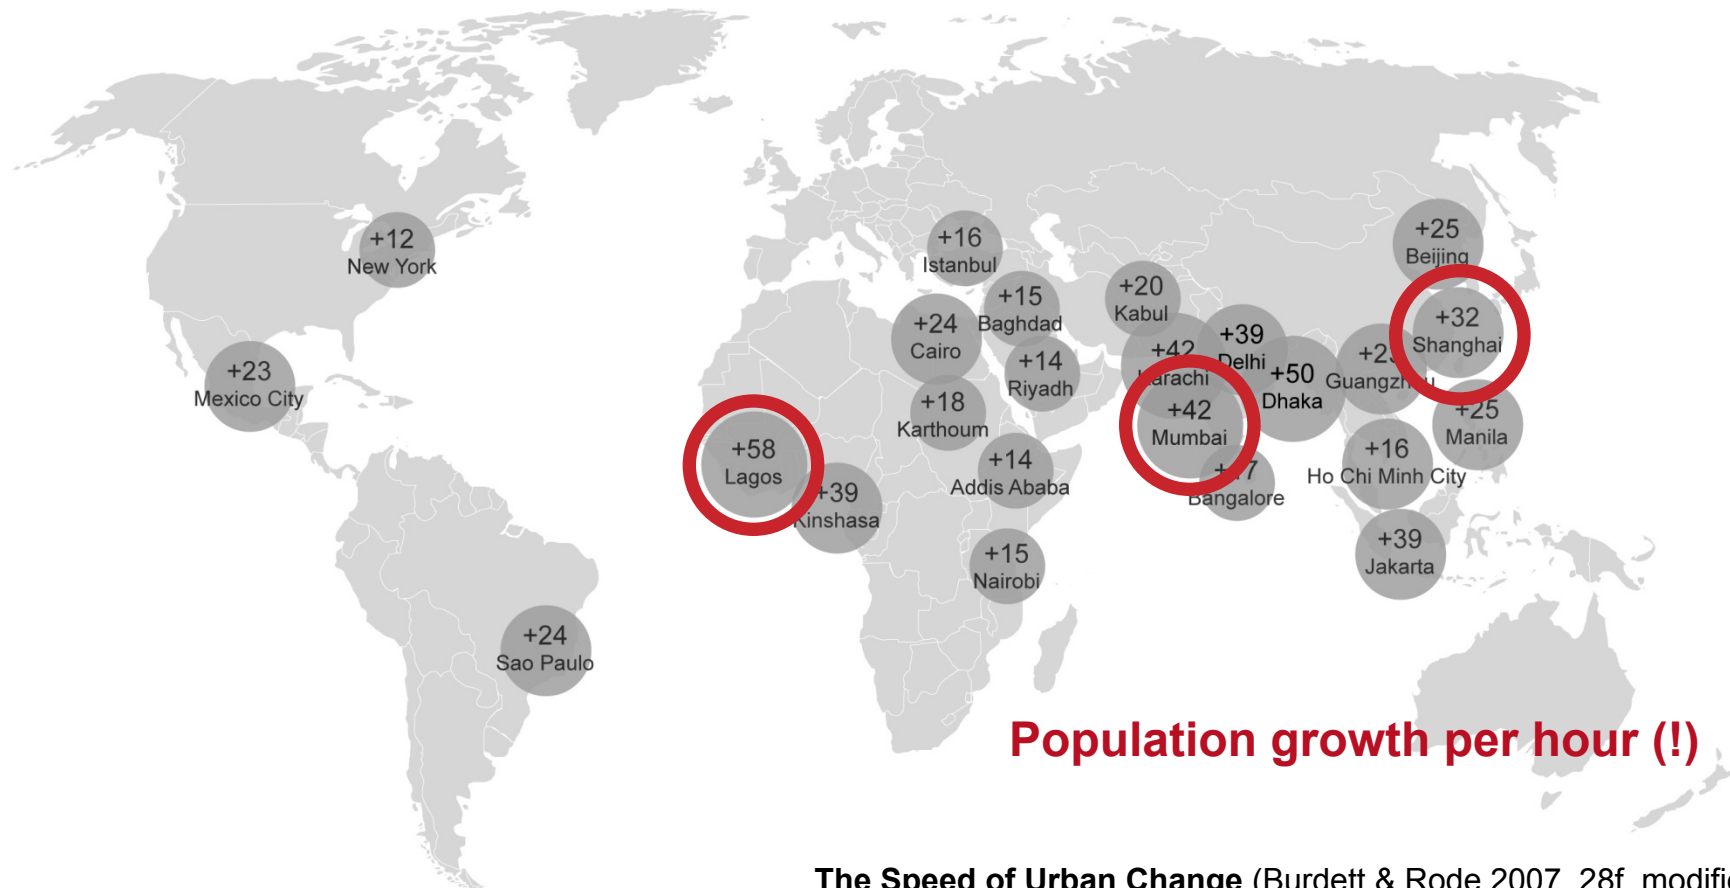 +12
New York
+23
Mexico City
+24
Sao Paulo
+16
Istanbul
+15
Baghdad
+24
Cairo
+14
Riyadh
+18
Karthoum
+14
Addis Ababa
+58
Lagos
+39
Kinshasa
+15
Nairobi
+20
Kabul
+42
Karachi
+39
Delhi
+50
Dhaka
+42
Mumbai
Bangalore
+25
Beijing
+32
Shanghai
Guangzhou
+25
Manila
+16
Ho Chi Minh City
+39
Jakarta
Population growth per hour (!)
The Speed of Urban Change (Burdett & Rode 2007, 28f, modifi